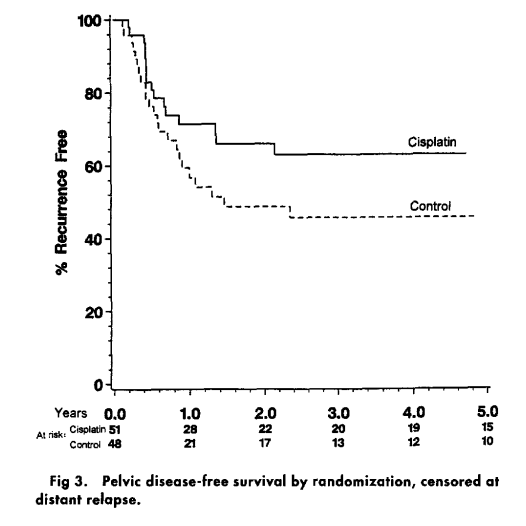 100
80
60
40
20
0
% Recurrence Free
Cisplatin
Control
Years 0.0 1.0 2.0 3.0 4.0 5.0
At risk: Cisplatin 51 28 22 20 19 15
Control 48 21 17 13 12 10
Fig 3. Pelvic disease-free survival by randomization, censored at
distant relapse.